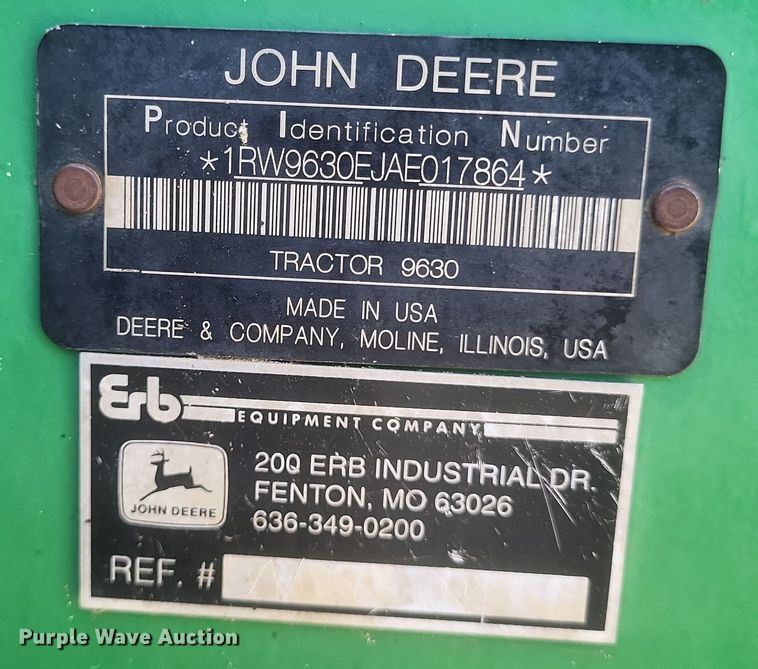 JOHN DEERE
Product Identification Number
*1RW9630EJAE017864*
TRACTOR 9630
MADE IN USA
DEERE & COMPANY, MOLINE, ILLINOIS, USA
Erb
EQUIPMENT COMPANY
200 ERB INDUSTRIAL DR.
FENTON, MO 63026
636-349-0200
JOHN DEERE
REF. #
Purple Wave Auction